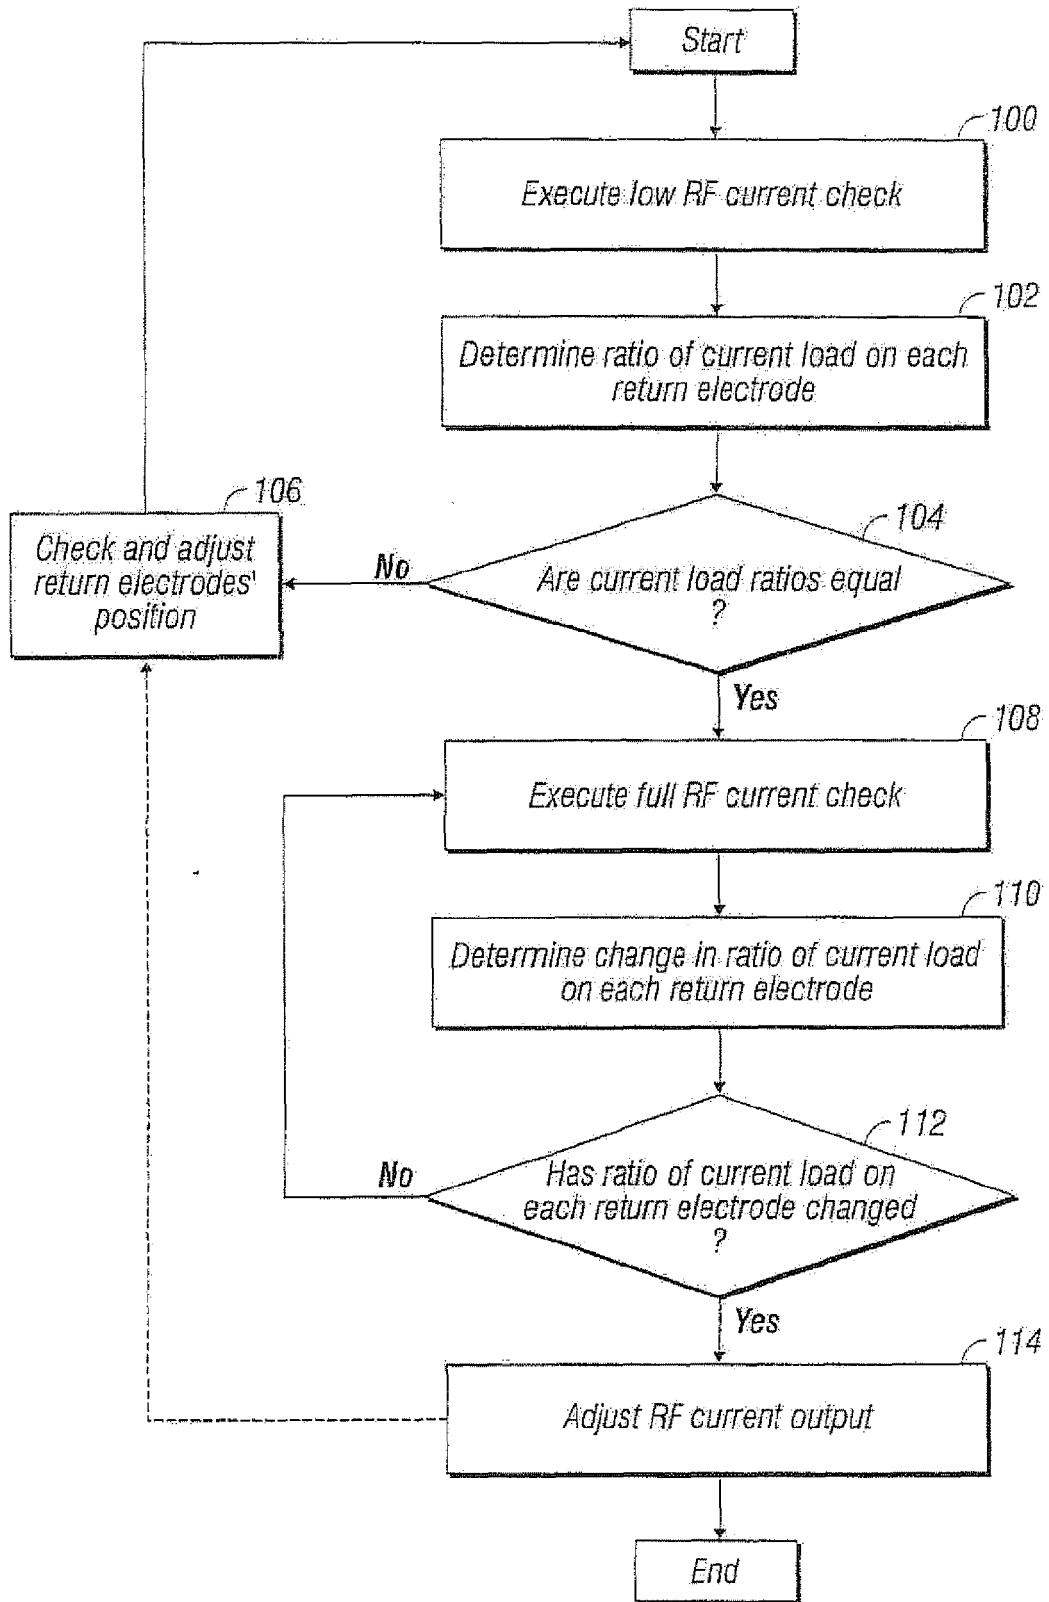 Start
100
Execute low RF current check
102
Determine ratio of current load on each
return electrode
106
Check and adjust
return electrodes'
position
No
104
Are current load ratios equal
?
Yes
108
Execute full RF current check
110
Determine change in ratio of current load
on each return electrode
112
No
Has ratio of current load on
each return electrode changed
?
Yes
114
Adjust RF current output
End